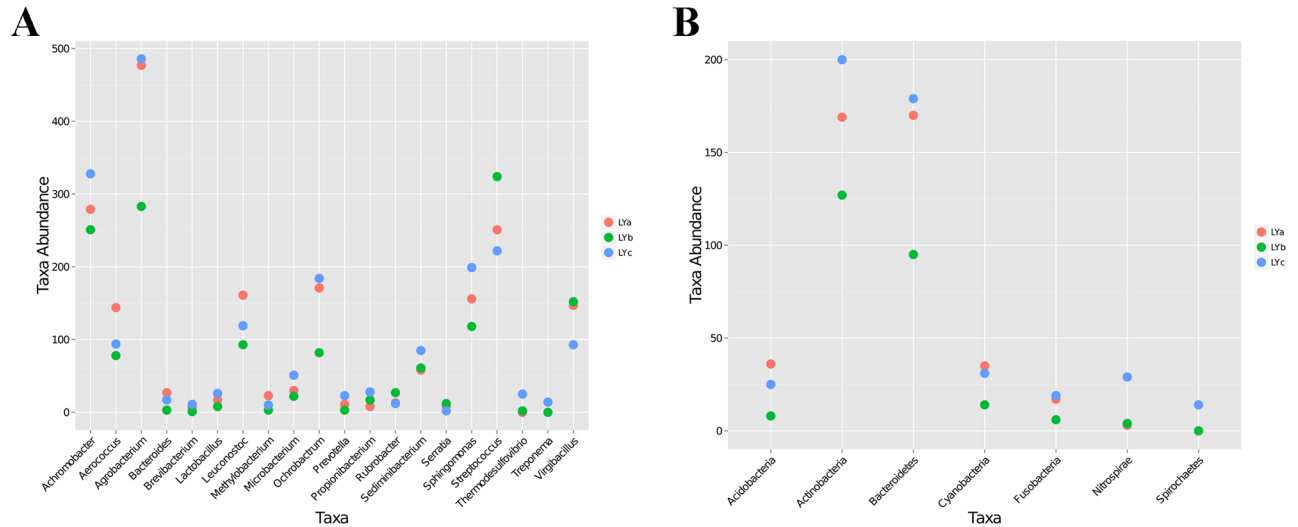 A
500
400
300
200
100
0
Taxa Abundance
Achromobacter
Aerococcus
Agrobacterium
Bacteroides
Brevibacterium
Lactobacillus
Leuconostoc
Methylobacterium
Microbacterium
Ochrobactrum
Prevotella
Propionibacterium
Rubrobacter
Sediminibacterium
Serratia
Sphingomonas
Streptococcus
Thermodesulfovibrio
Treponema
Virgibacillus
Taxa
LYa
LYb
LYc
B
200
150
100
50
0
Taxa Abundance
Acidobacteria
Actinobacteria
Bacteroidetes
Cyanobacteria
Fusobacteria
Nitrospirae
Spirochaetes
Taxa
LYa
LYb
LYc